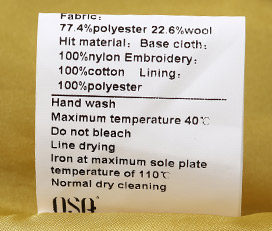 Fabric:
77.4%polyester 22.6%wool
Hit material: Base cloth:
100%nylon Embroidery:
100%cotton Lining:
100%polyester
Hand wash
Maximum temperature 40℃
Do not bleach
Line drying
Iron at maximum sole plate
temperature of 110℃
Normal dry cleaning